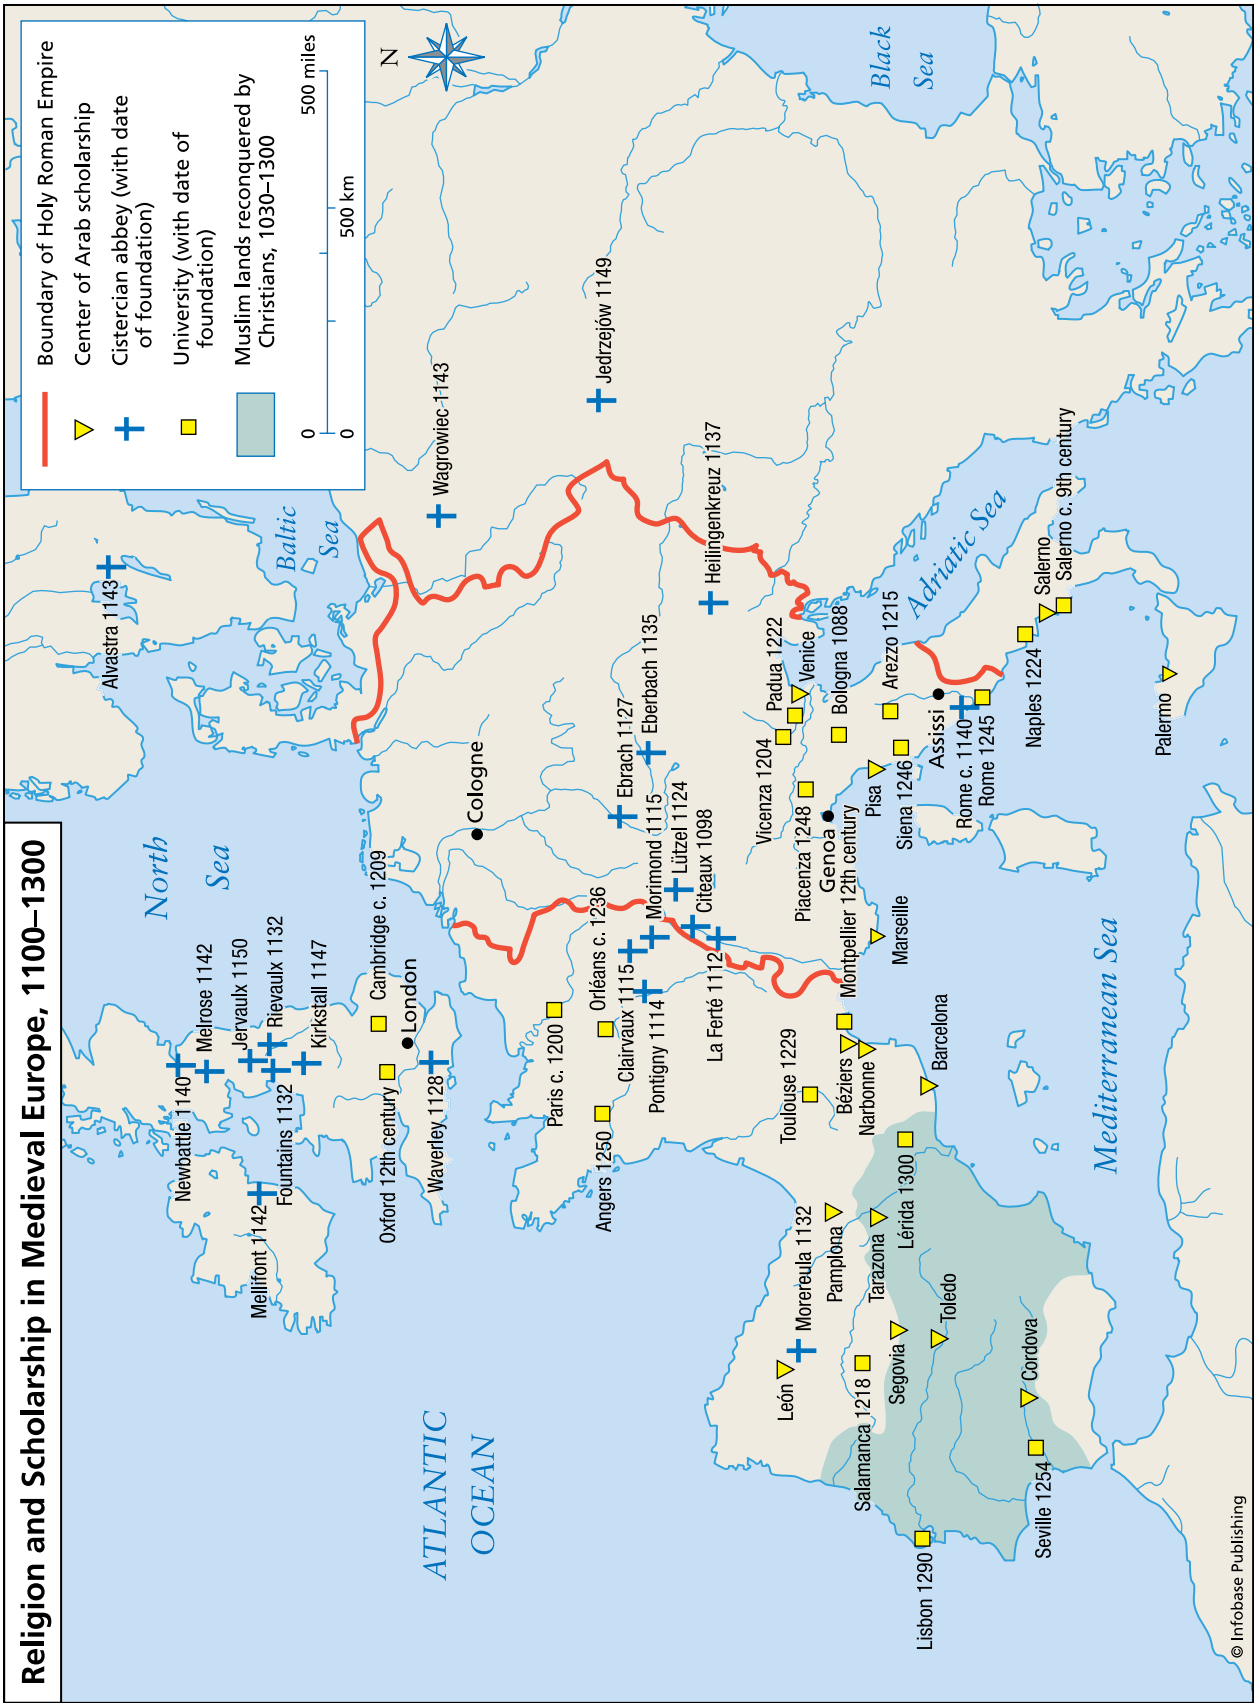 Religion and Scholarship in Medieval Europe, 1100–1300
Boundary of Holy Roman Empire
Center of Arab scholarship
Cistercian abbey (with date
of foundation)
University (with date of
foundation)
Muslim lands reconquered by
Christians, 1030–1300
0
500 miles
0
500 km
N
North
Sea
Baltic
Sea
Black
Sea
Adriatic Sea
Mediterranean Sea
ATLANTIC
OCEAN
Alvastra 1143
Newbattle 1140
Melrose 1142
Jervaulx 1150
Rievaulx 1132
Kirkstall 1147
Fountains 1132
Mellifont 1142
Cambridge c. 1209
Oxford 12th century
London
Waverley 1128
Wagrowiec 1143
Jedrzejów 1149
Heilingenkreuz 1137
Cologne
Ebrach 1127
Eberbach 1135
Morimond 1115
Lützel 1124
Citeaux 1098
Paris c. 1200
Orléans c. 1236
Angers 1250
Clairvaux 1115
Pontigny 1114
La Ferté 1112
Vicenza 1204
Padua 1222
Venice
Bologna 1088
Piacenza 1248
Genoa
Arezzo 1215
Pisa
Siena 1246
Assissi
Rome c. 1140
Rome 1245
Naples 1224
Salerno
Salerno c. 9th century
Palermo
Montpellier 12th century
Marseille
Toulouse 1229
Béziers
Narbonne
Barcelona
Lérida 1300
Morereula 1132
Pamplona
Tarazona
León
Salamanca 1218
Segovia
Toledo
Cordova
Seville 1254
Lisbon 1290
© Infobase Publishing